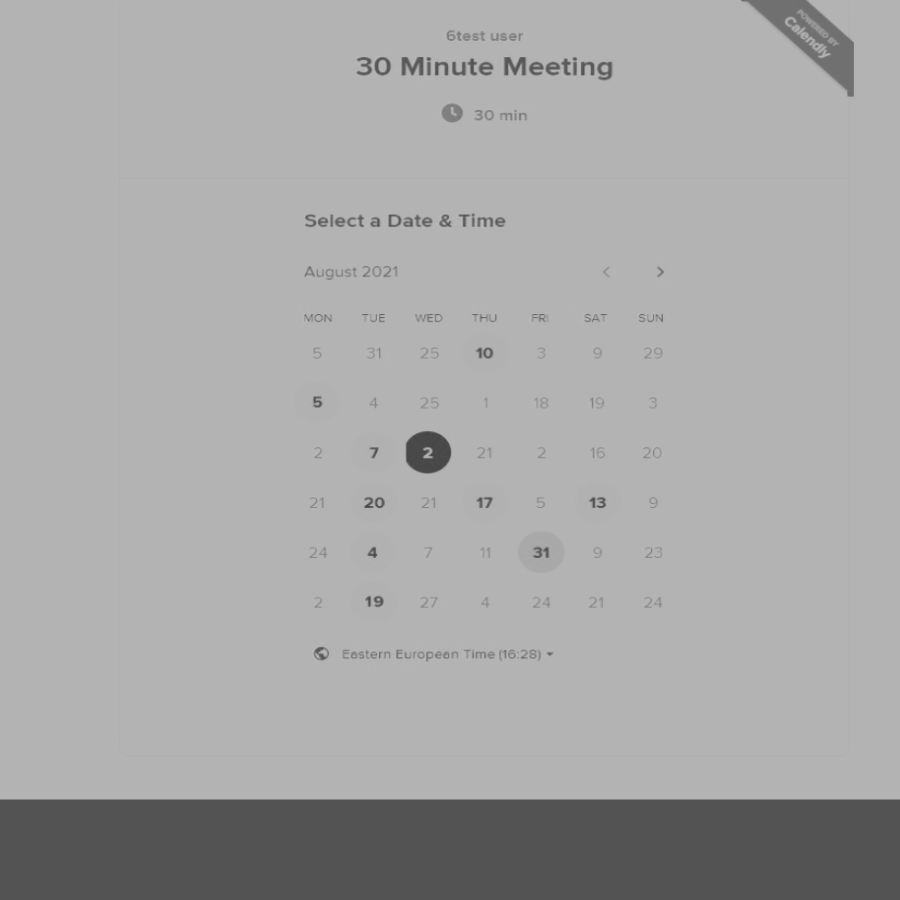 POWERED BY
Calendly
6test user
30 Minute Meeting
30 min
Select a Date & Time
August 2021
MON TUE WED THU FRI SAT SUN
5 31 25 10 3 9 29
5 4 25 1 18 19 3
2 7 2 21 2 16 20
21 20 21 17 5 13 9
24 4 7 11 31 9 23
2 19 27 4 24 21 24
Eastern European Time (16:28)